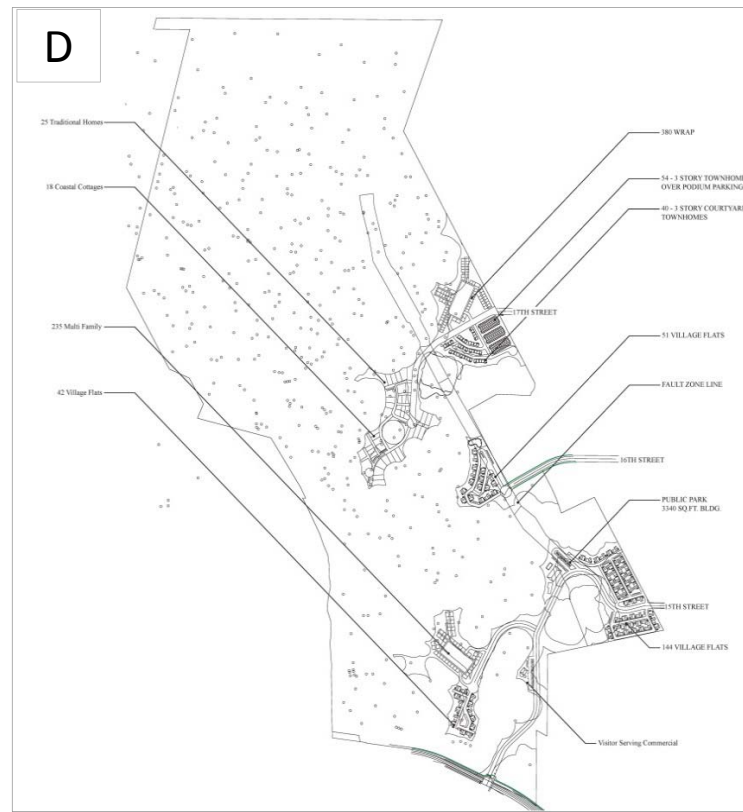 D
25 Traditional Homes
18 Coastal Cottages
235 Multi Family
42 Village Flats
380 WRAP
54 - 3 STORY TOWNHOME
OVER PODIUM PARKING
40 - 3 STORY COURTYAR
TOWNHOMES
17TH STREET
51 VILLAGE FLATS
FAULT ZONE LINE
16TH STREET
PUBLIC PARK
3340 SQ.FT. BLDG.
15TH STREET
144 VILLAGE FLATS
Visitor Serving Commercial